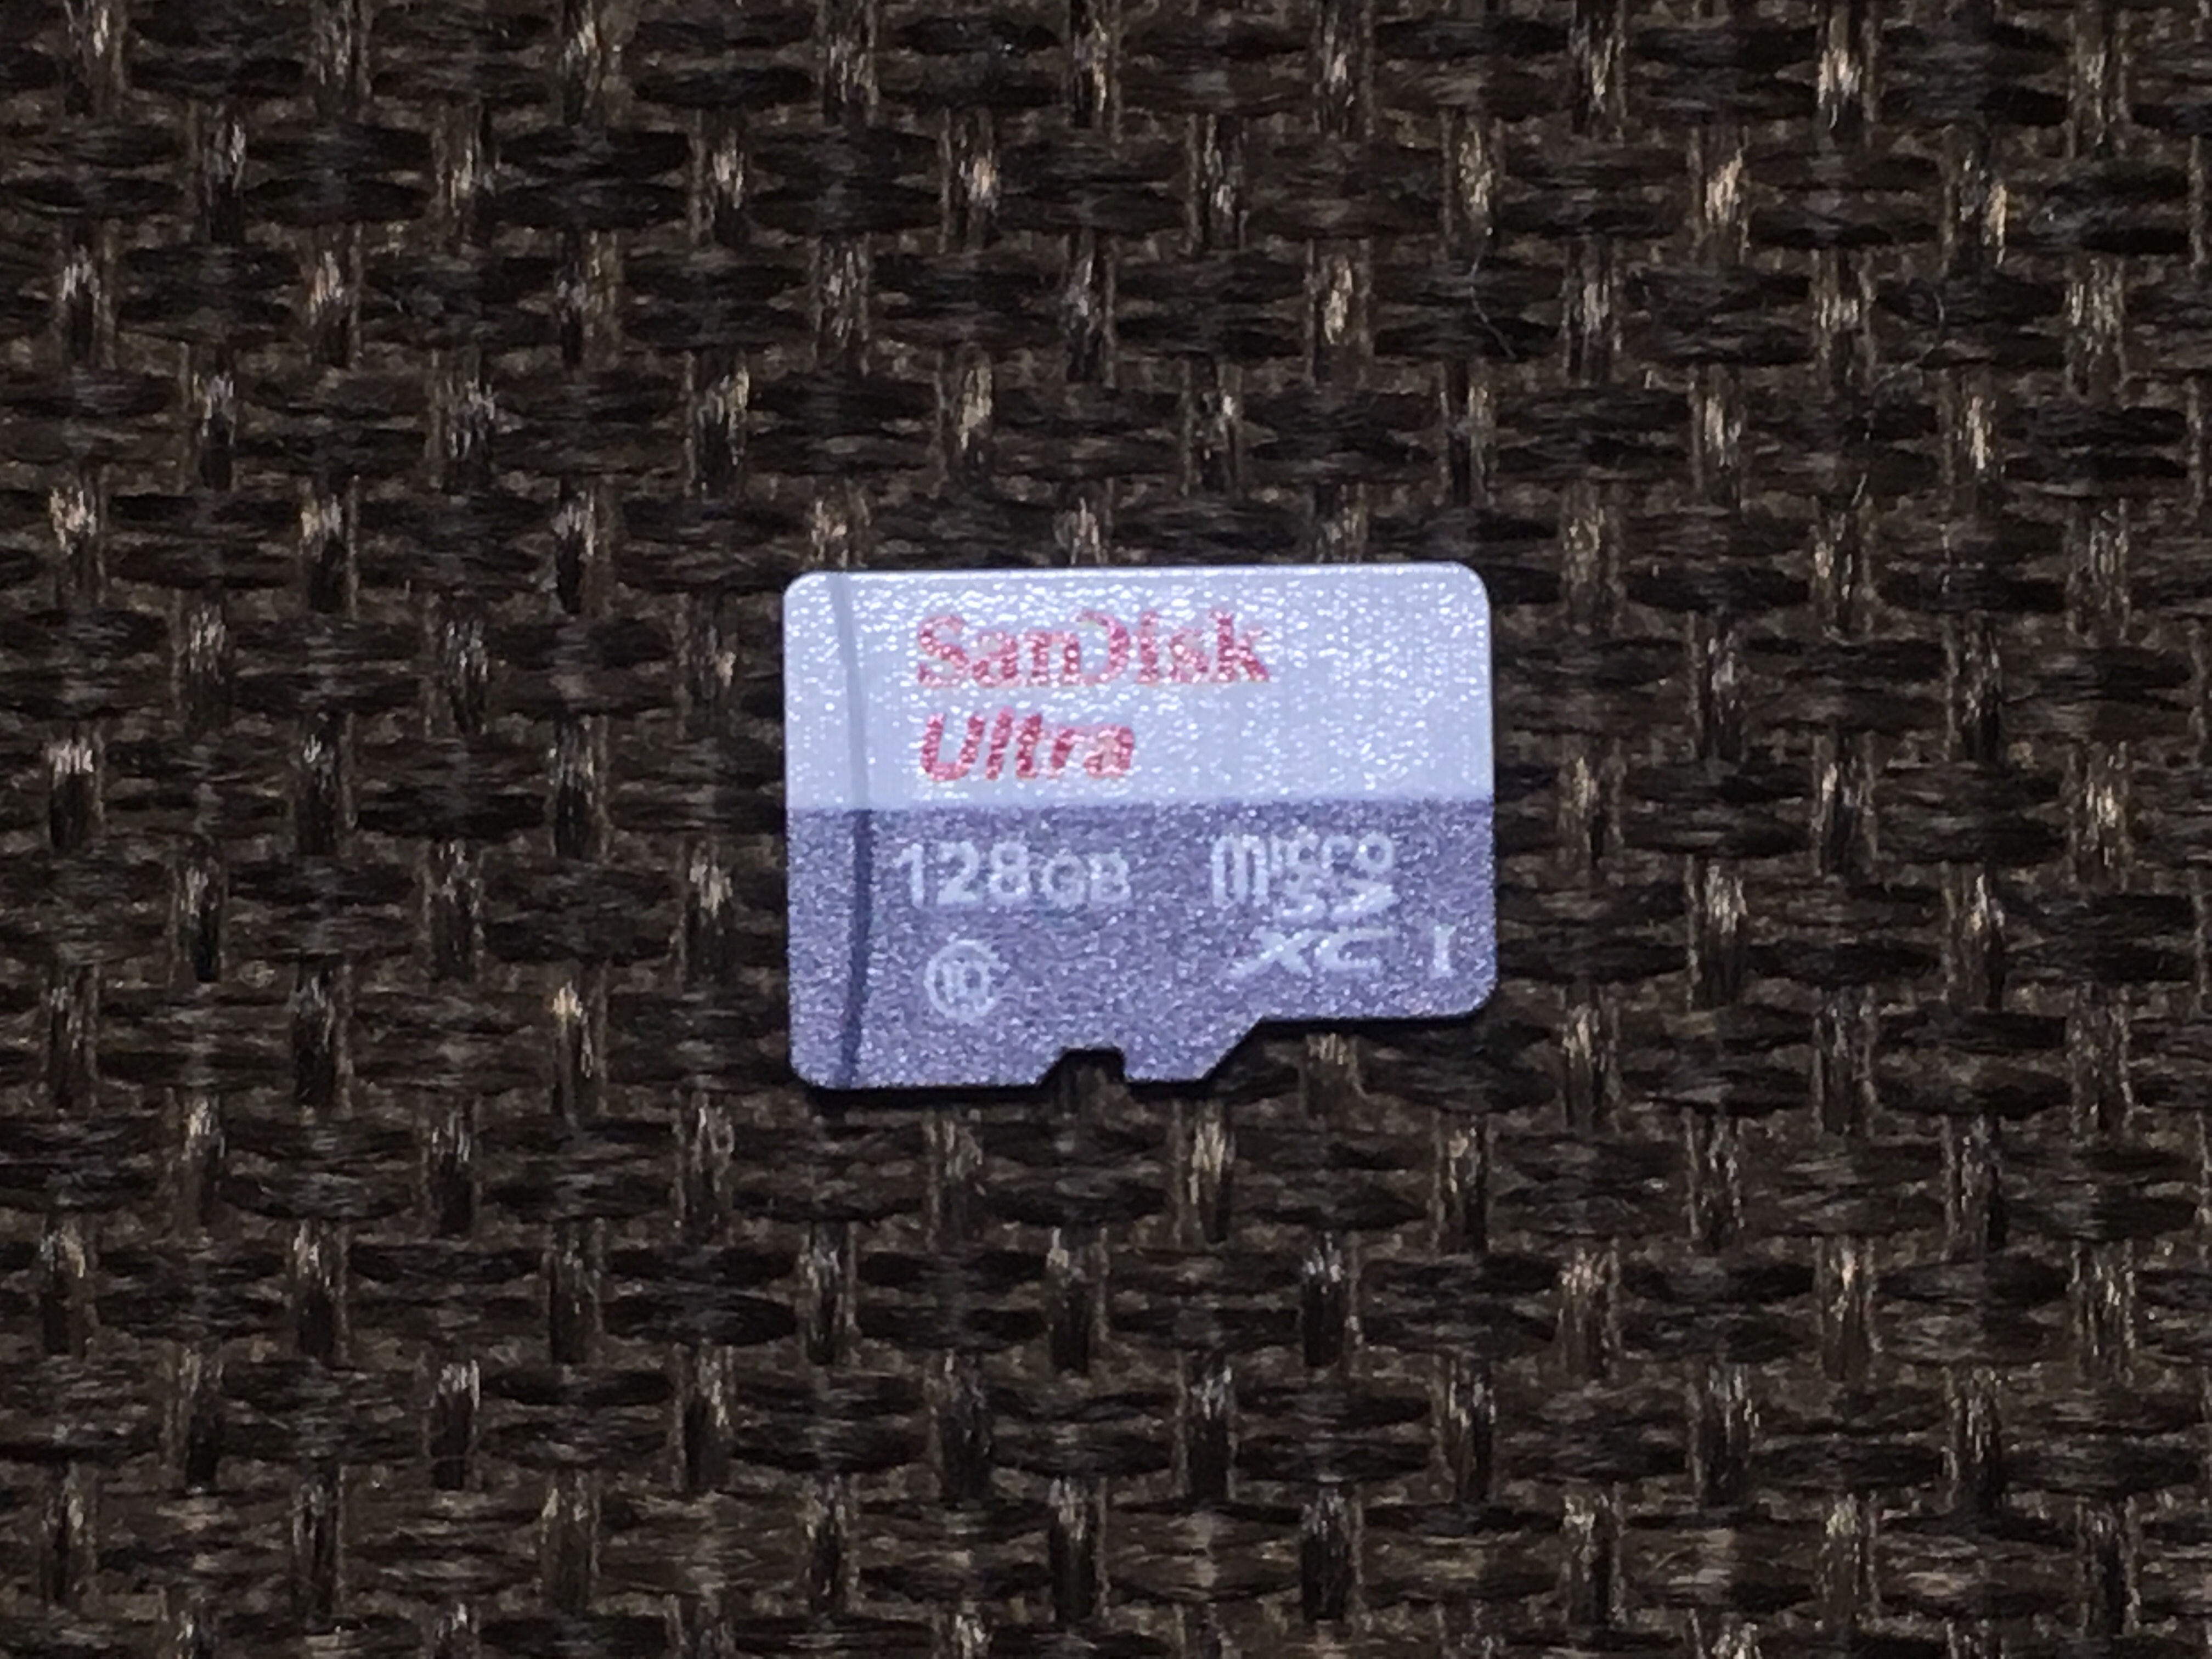 SanDisk
Ultra
128GB
micro
SD
XC I
10